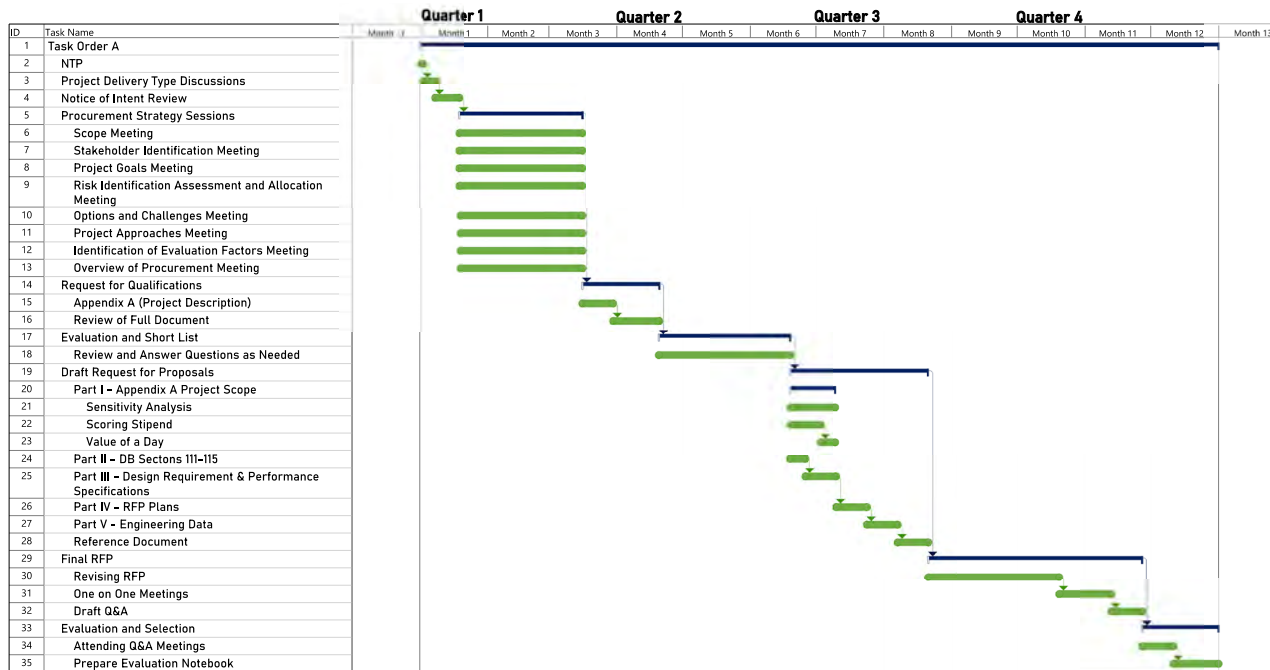 Quarter 1 Quarter 2 Quarter 3 Quarter 4
ID Task Name Month 1 Month 2 Month 3 Month 4 Month 5 Month 6 Month 7 Month 8 Month 9 Month 10 Month 11 Month 12 Month 13
1 Task Order A
2 NTP
3 Project Delivery Type Discussions
4 Notice of Intent Review
5 Procurement Strategy Sessions
6 Scope Meeting
7 Stakeholder Identification Meeting
8 Project Goals Meeting
9 Risk Identification Assessment and Allocation
Meeting
10 Options and Challenges Meeting
11 Project Approaches Meeting
12 Identification of Evaluation Factors Meeting
13 Overview of Procurement Meeting
14 Request for Qualifications
15 Appendix A (Project Description)
16 Review of Full Document
17 Evaluation and Short List
18 Review and Answer Questions as Needed
19 Draft Request for Proposals
20 Part I - Appendix A Project Scope
21 Sensitivity Analysis
22 Scoring Stipend
23 Value of a Day
24 Part II - DB Sectons 111-115
25 Part III - Design Requirement & Performance
Specifications
26 Part IV - RFP Plans
27 Part V - Engineering Data
28 Reference Document
29 Final RFP
30 Revising RFP
31 One on One Meetings
32 Draft Q&A
33 Evaluation and Selection
34 Attending Q&A Meetings
35 Prepare Evaluation Notebook